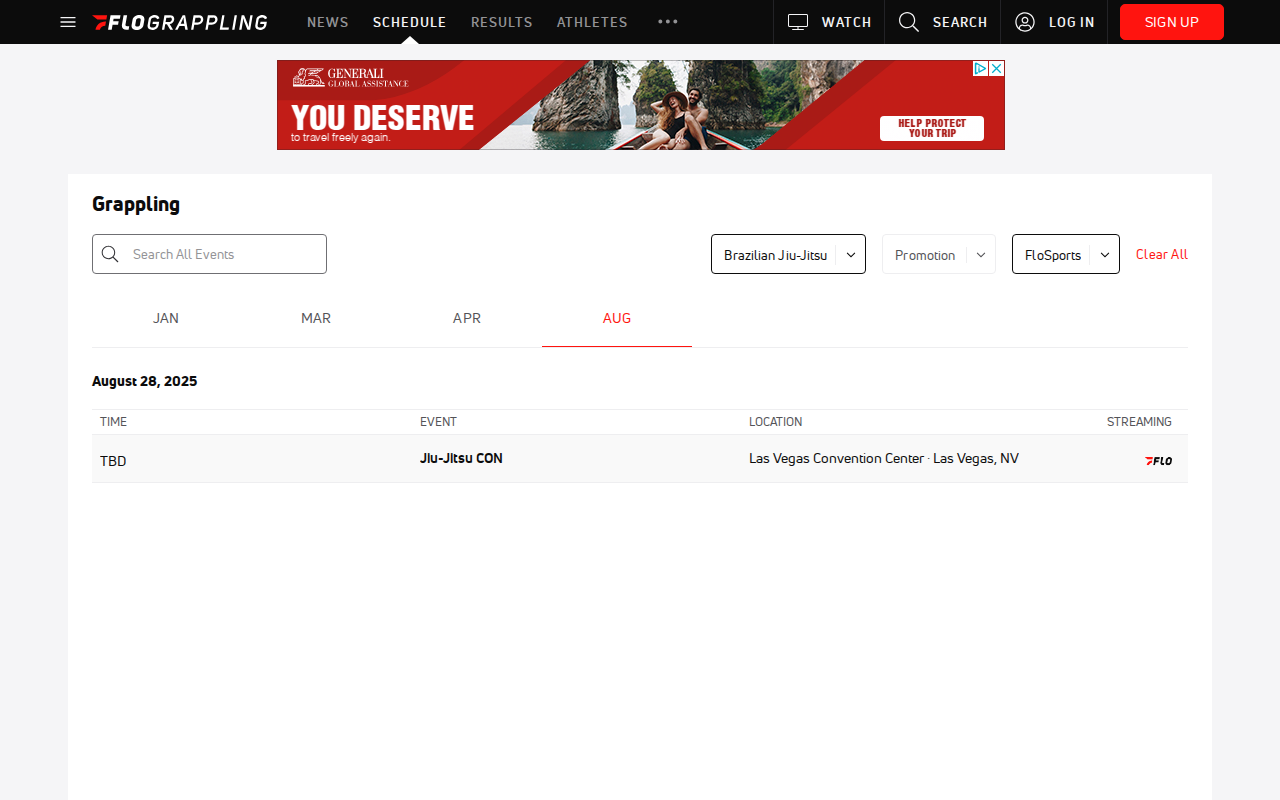 FLOGRAPPLING
NEWS
SCHEDULE
RESULTS
ATHLETES
WATCH
SEARCH
LOG IN
SIGN UP
GENERALI
GLOBAL ASSISTANCE
YOU DESERVE
to travel freely again.
HELP PROTECT
YOUR TRIP
Grappling
Search All Events
Brazilian Jiu-Jitsu
Promotion
FloSports
Clear All
JAN
MAR
APR
AUG
August 28, 2025
TIME
EVENT
LOCATION
STREAMING
TBD
Jiu-Jitsu CON
Las Vegas Convention Center · Las Vegas, NV
FLO